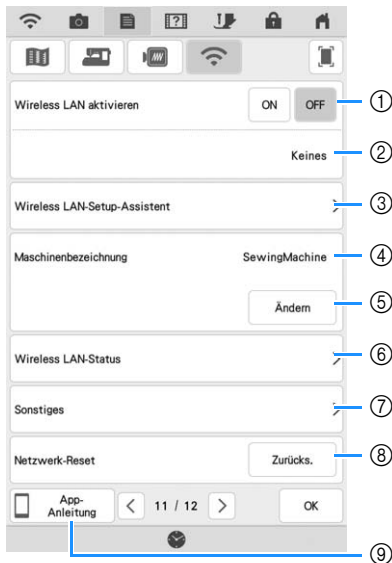 Wireless LAN aktivieren ON OFF ①
Keines ②
Wireless LAN-Setup-Assistent > ③
Maschinenbezeichnung SewingMachine ④
Ändern ⑤
Wireless LAN-Status > ⑥
Sonstiges > ⑦
Netzwerk-Reset Zurücks. ⑧
App-
Anleitung < 11 / 12 > OK
⑨